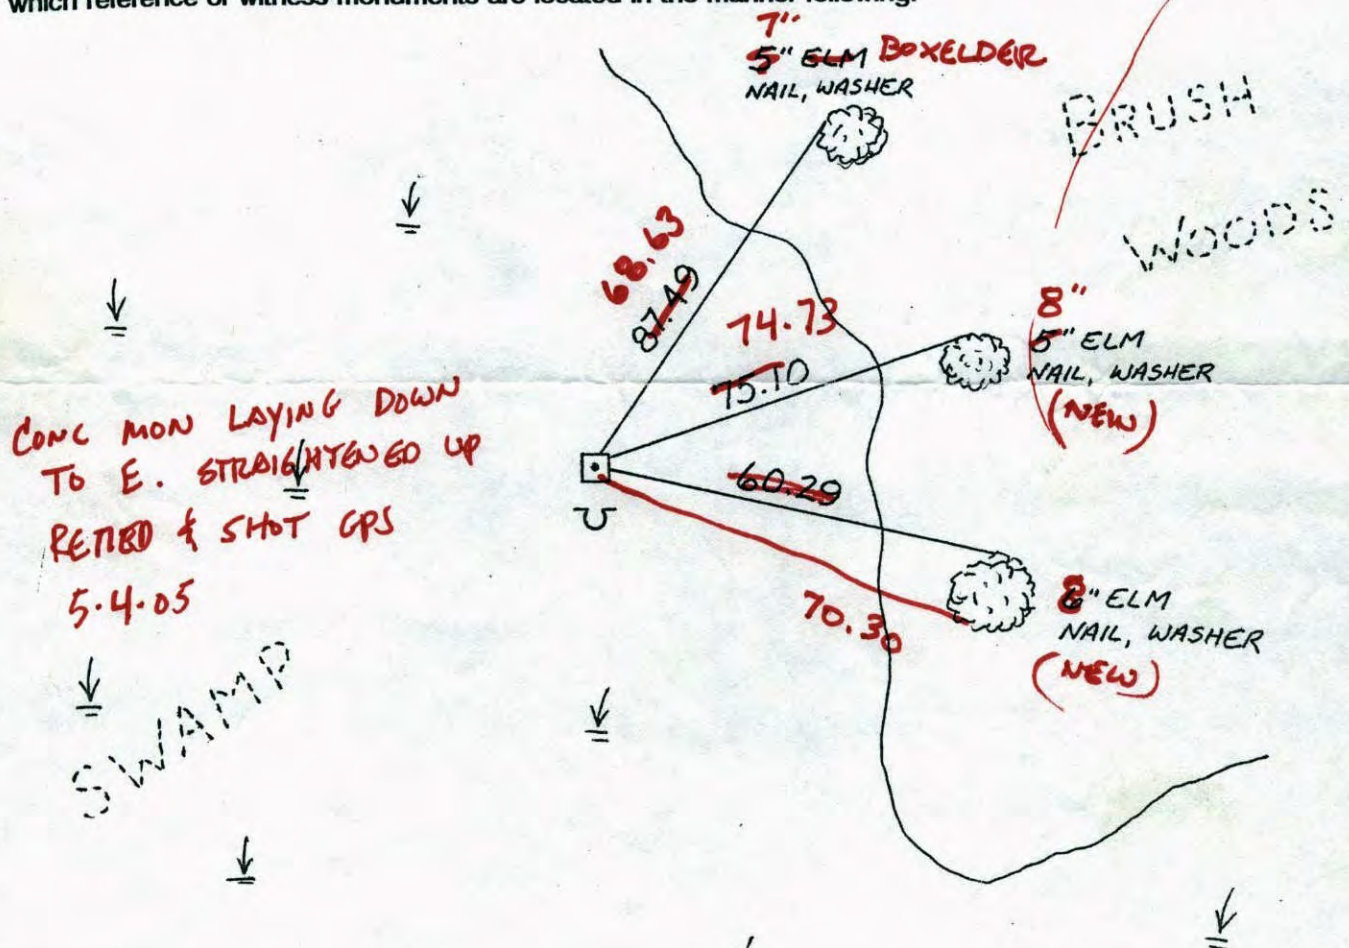 which reference or witness monuments are located in the manner following:
7"
5" ELM BOXELDER
NAIL, WASHER
BRUSH
WOODS
68.63
87.49
74.73
75.10
8"
5" ELM
NAIL, WASHER
(NEW)
CONC MON LAYING DOWN
TO E. STRAIGHTENED UP
RETIED & SHOT GPS
5.4.05
60.29
70.30
8" ELM
NAIL, WASHER
(NEW)
SWAMP